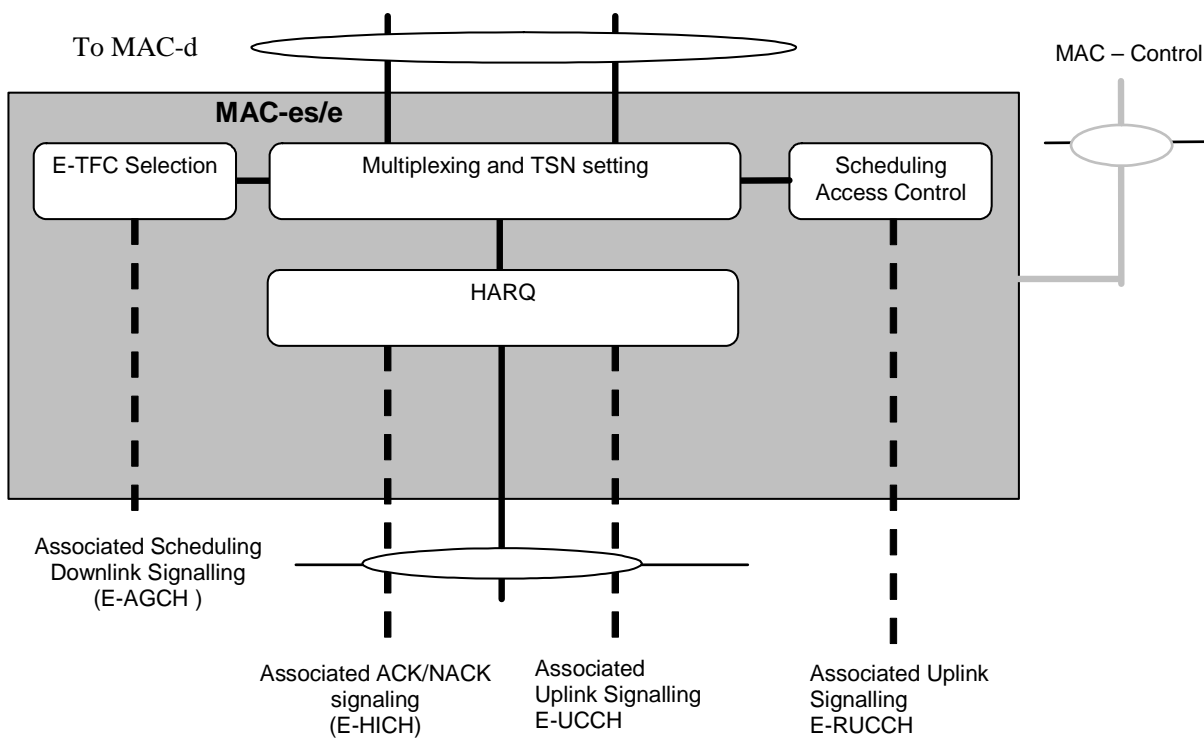 To MAC-d
MAC – Control
MAC-es/e
E-TFC Selection
Multiplexing and TSN setting
Scheduling
Access Control
HARQ
Associated Scheduling
Downlink Signalling
(E-AGCH )
Associated ACK/NACK
signaling
(E-HICH)
Associated
Uplink Signalling
E-UCCH
Associated Uplink
Signalling
E-RUCCH